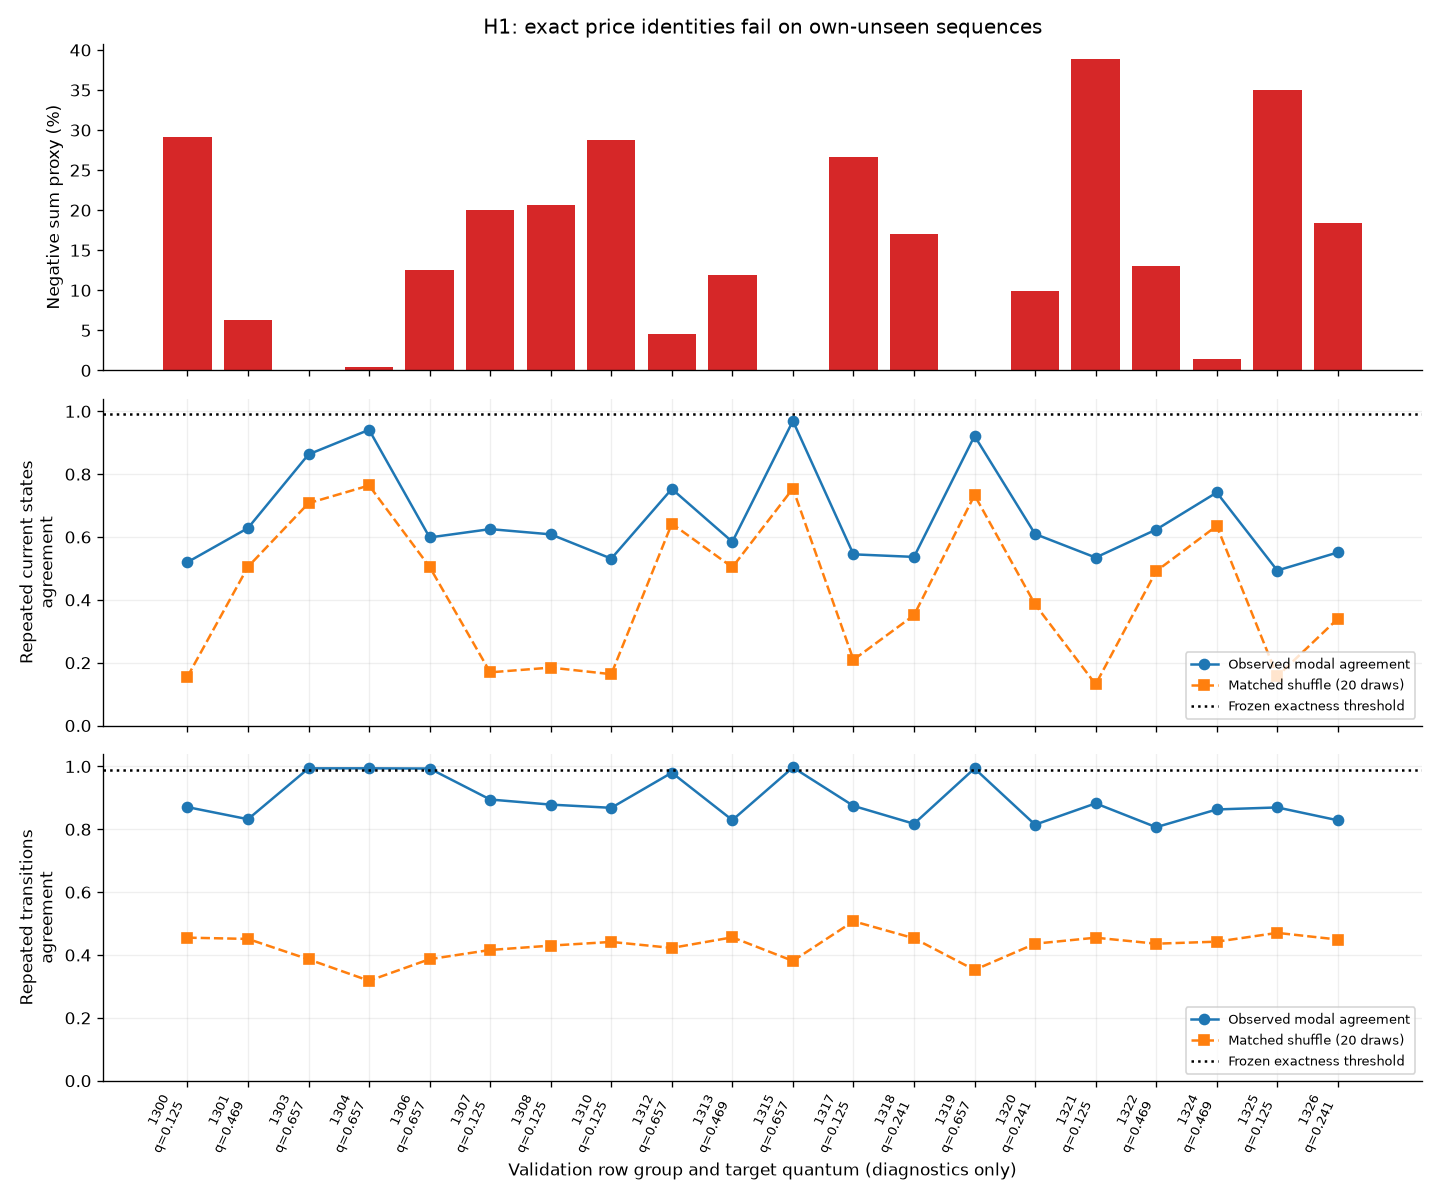 H1: exact price identities fail on own-unseen sequences
Negative sum proxy (%)
40
35
30
25
20
15
10
5
0
Repeated current states
agreement
1.0
0.8
0.6
0.4
0.2
0.0
Observed modal agreement
Matched shuffle (20 draws)
Frozen exactness threshold
Repeated transitions
agreement
1.0
0.8
0.6
0.4
0.2
0.0
Observed modal agreement
Matched shuffle (20 draws)
Frozen exactness threshold
1300
q=0.125
1301
q=0.469
1303
q=0.657
1304
q=0.657
1306
q=0.657
1307
q=0.125
1308
q=0.125
1310
q=0.125
1312
q=0.657
1313
q=0.469
1315
q=0.657
1317
q=0.125
1318
q=0.241
1319
q=0.657
1320
q=0.241
1321
q=0.125
1322
q=0.469
1324
q=0.469
1325
q=0.125
1326
q=0.241
Validation row group and target quantum (diagnostics only)